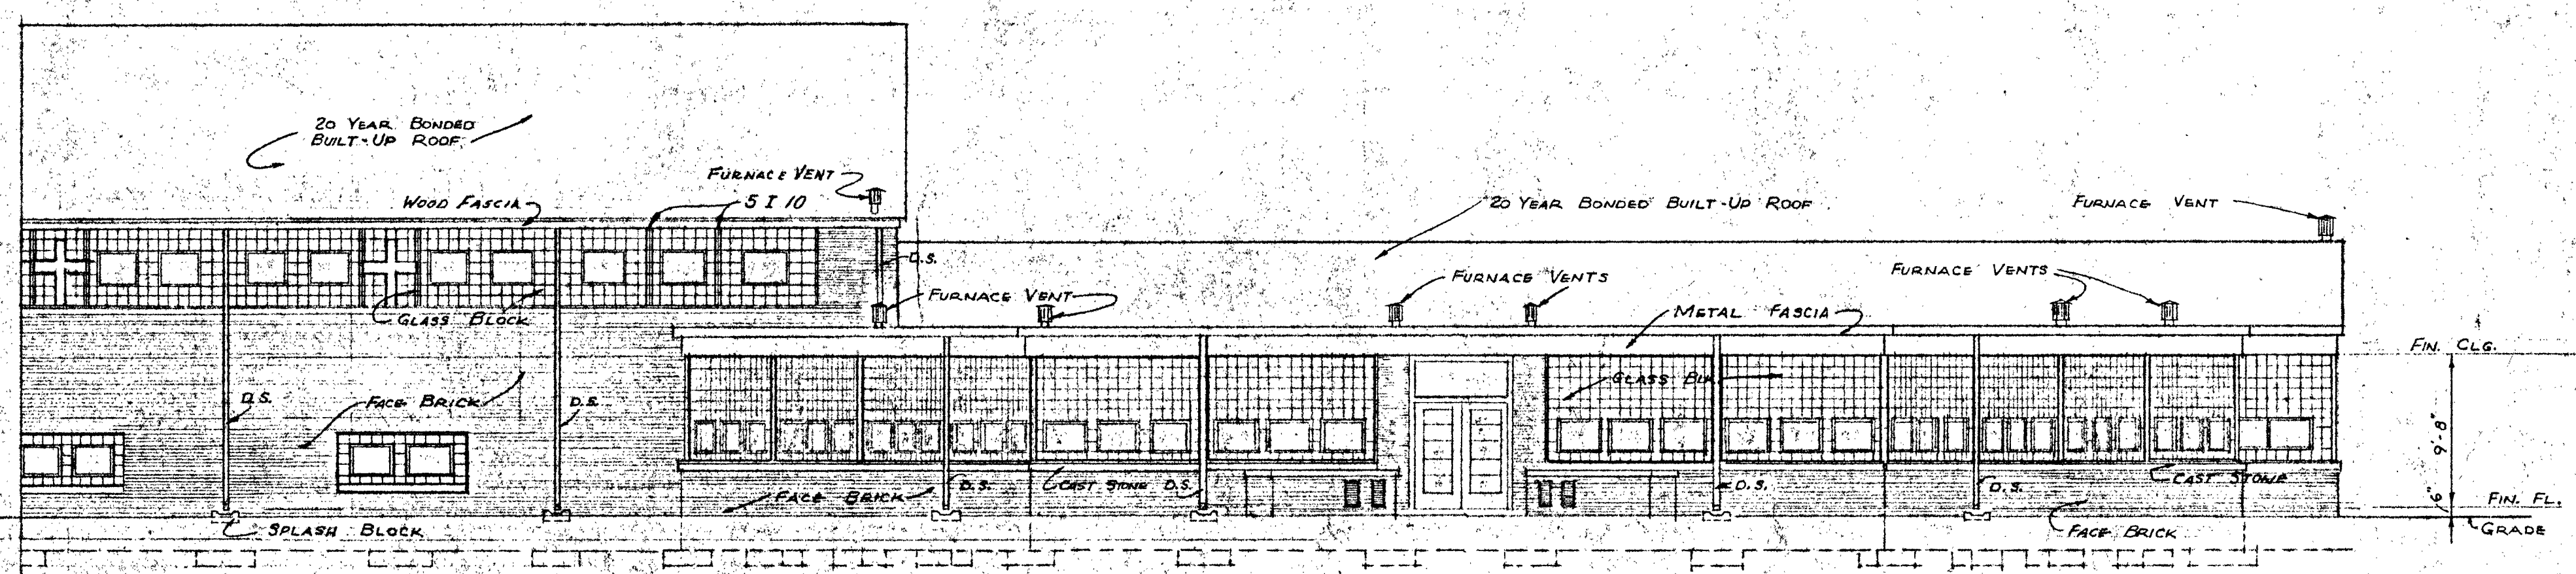 20 YEAR BONDED
BUILT-UP ROOF
FURNACE VENT
WOOD FASCIA
5 I 10
20 YEAR BONDED BUILT-UP ROOF
FURNACE VENT
D.S.
FURNACE VENT
FURNACE VENTS
FURNACE VENTS
GLASS BLOCK
METAL FASCIA
FIN. CLG.
GLASS BLK
D.S.
FACE BRICK
D.S.
9'-8"
FACE BRICK
D.S.
CAST STONE
D.S.
D.S.
D.S.
CAST STONE
6"
FIN. FL.
SPLASH BLOCK
FACE BRICK
GRADE